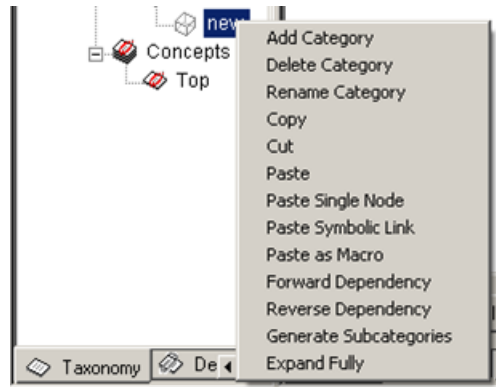 new
Concepts
Top
Add Category
Delete Category
Rename Category
Copy
Cut
Paste
Paste Single Node
Paste Symbolic Link
Paste as Macro
Forward Dependency
Reverse Dependency
Generate Subcategories
Expand Fully
Taxonomy
De